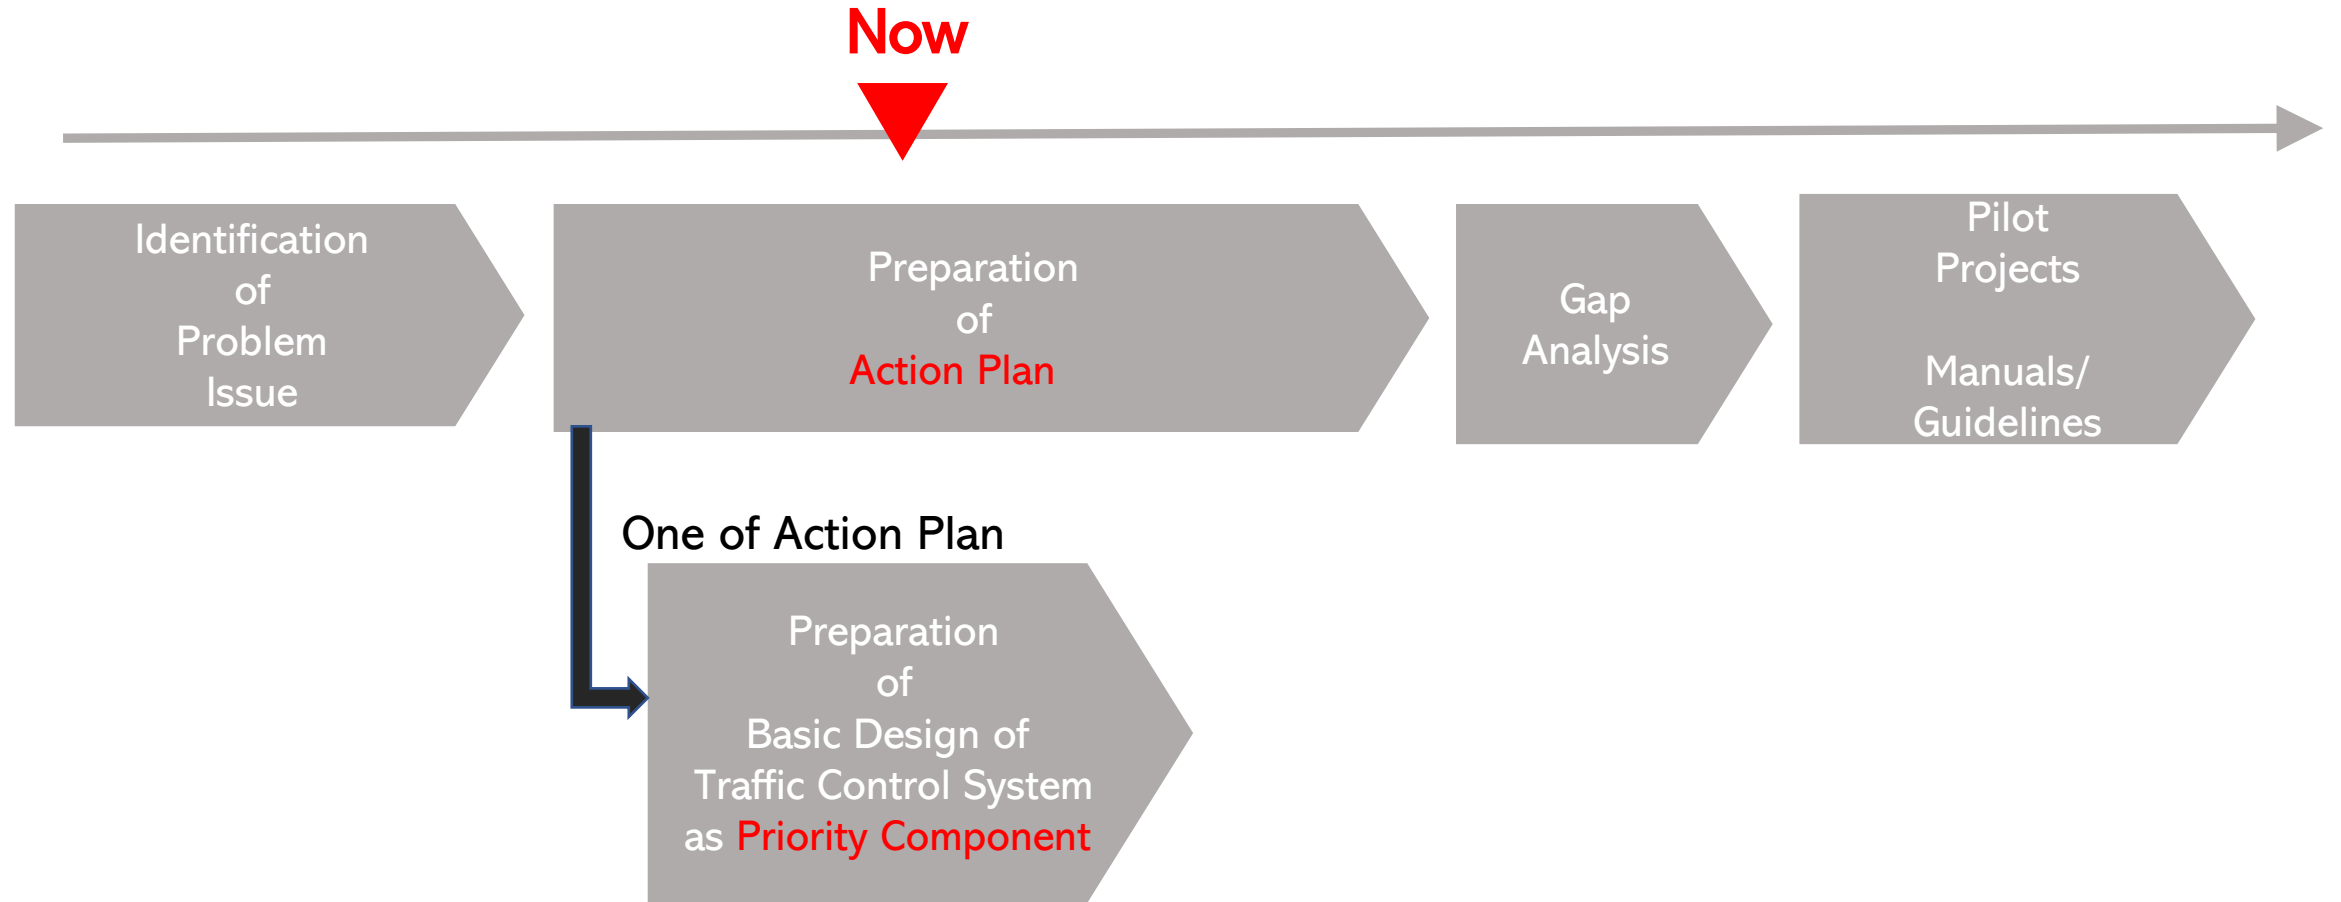 Now
Identification
of
Problem
Issue
Preparation
of
Action Plan
Gap
Analysis
Pilot
Projects
Manuals/
Guidelines
One of Action Plan
Preparation
of
Basic Design of
Traffic Control System
as Priority Component